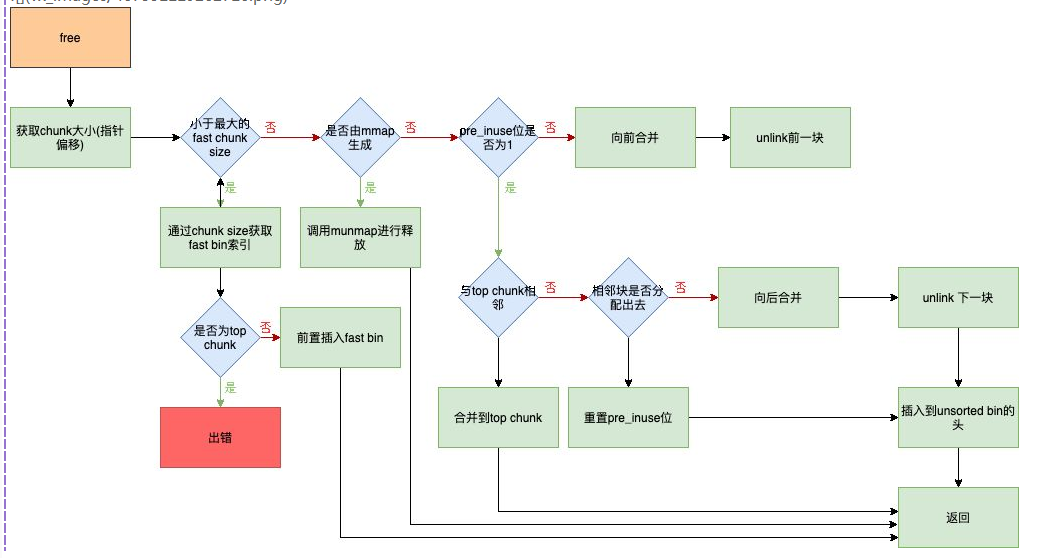 free
获取chunk大小(指针
偏移)
小于最大的
fast chunk
size
否
是否由mmap
生成
否
pre_inuse位是
否为1
否
向前合并
unlink前一块
是
是
是
通过chunk size获取
fast bin索引
调用munmap进行释
放
与top chunk相
邻
否
相邻块是否分
配出去
否
向后合并
unlink 下一块
是否为top
chunk
否
前置插入fast bin
是
出错
合并到top chunk
重置pre_inuse位
插入到unsorted bin的
头
返回